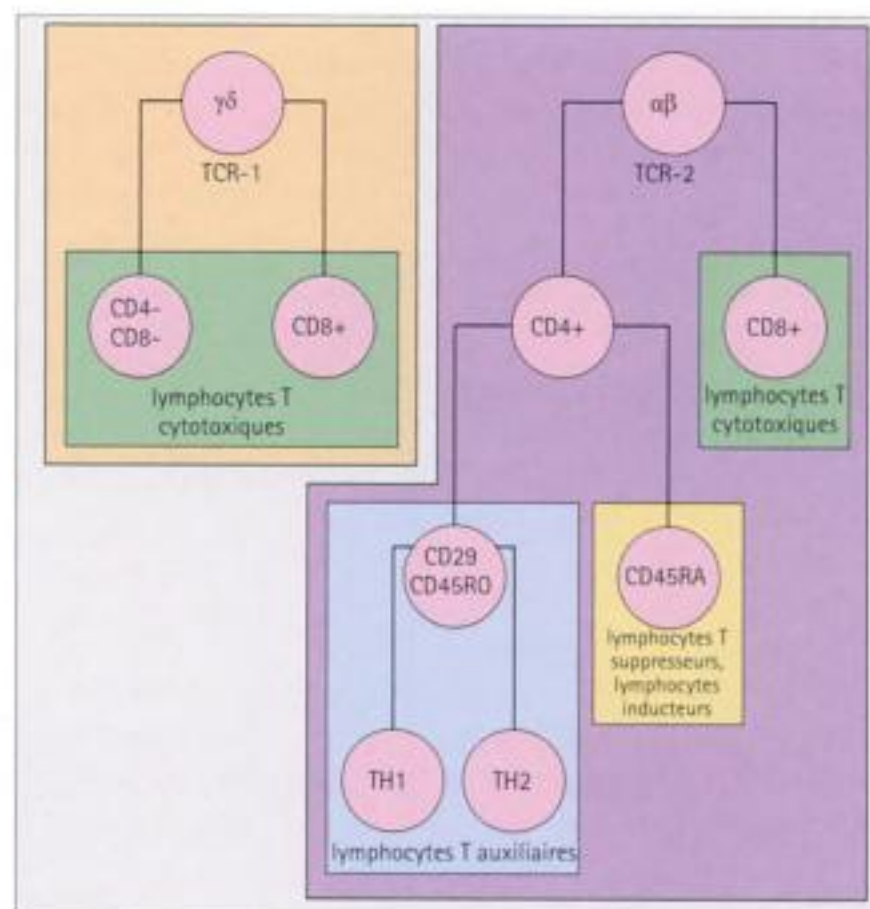 γδ
TCR-1
CD4-
CD8-
CD8+
lymphocytes T
cytotoxiques
αβ
TCR-2
CD4+
CD8+
lymphocytes T
cytotoxiques
CD29
CD45RO
TH1
TH2
lymphocytes T auxiliaires
CD45RA
lymphocytes T
suppresseurs,
lymphocytes
inducteurs